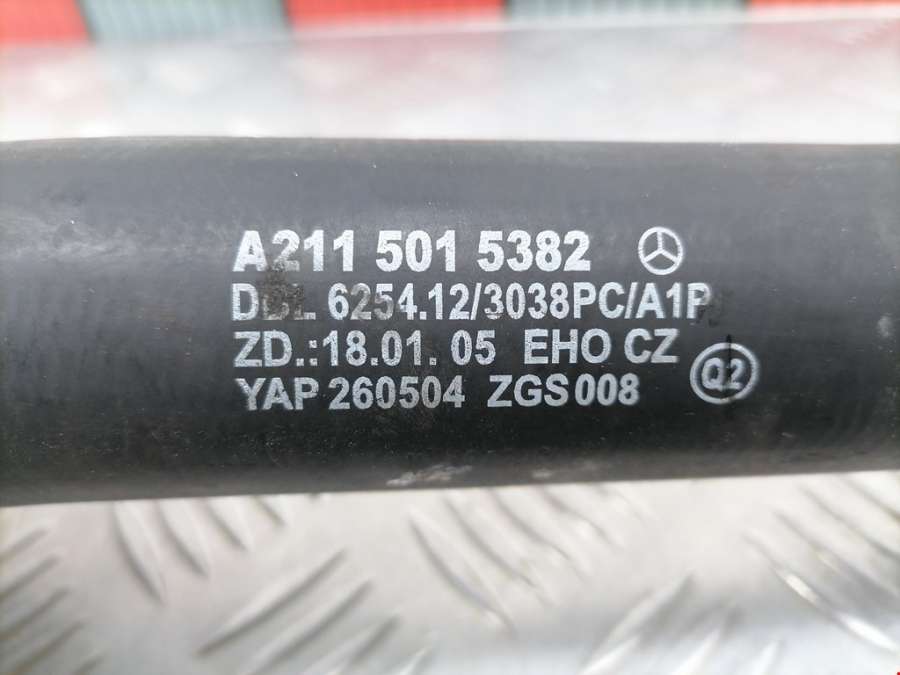 A211 501 5382
DBL 6254.12/3038PC/A1P
ZD.:18.01.05 EHO CZ
YAP 260504 ZGS008
Q2